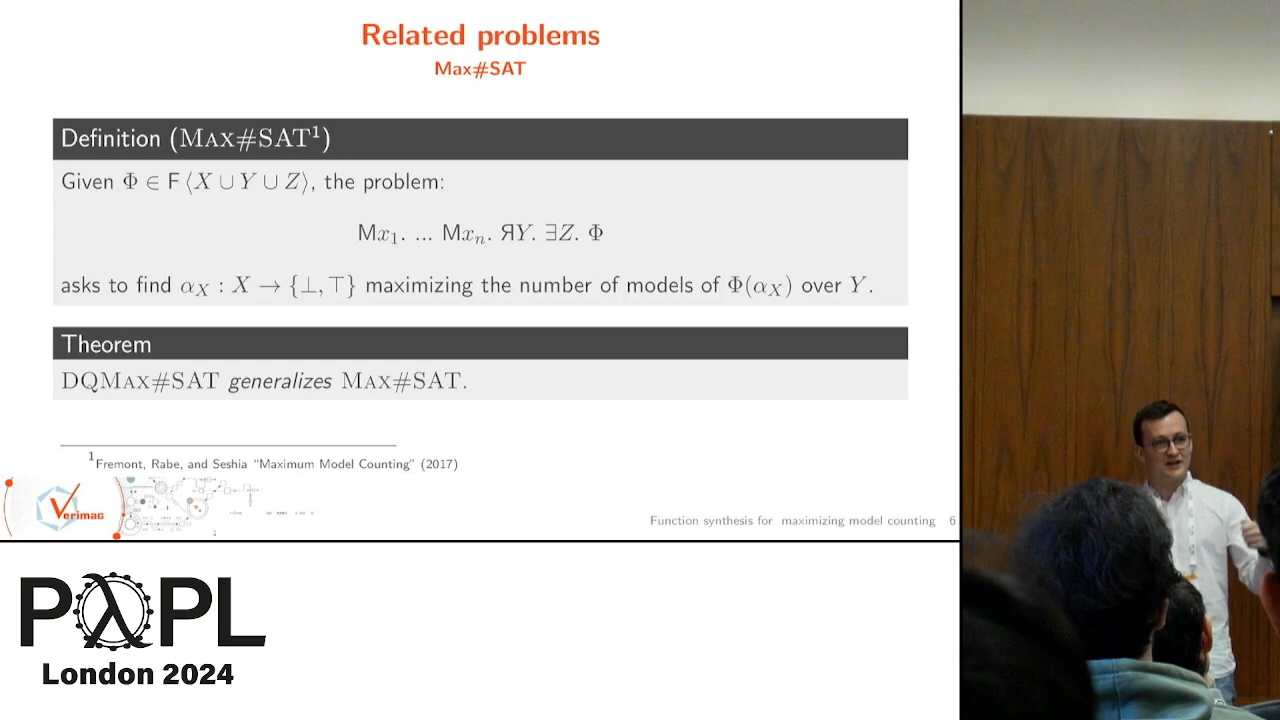 Related problems
Max#SAT
Definition (Max#SAT¹)
Given Φ ∈ F ⟨X ∪ Y ∪ Z⟩, the problem:
Mx₁. ... Mxₙ. ЯY. ∃Z. Φ
asks to find α_X : X → {⊥, ⊤} maximizing the number of models of Φ(α_X) over Y.
Theorem
DQMax#SAT generalizes Max#SAT.
¹Fremont, Rabe, and Seshia “Maximum Model Counting” (2017)
Verimag
Function synthesis for maximizing model counting 6
PλPL
London 2024